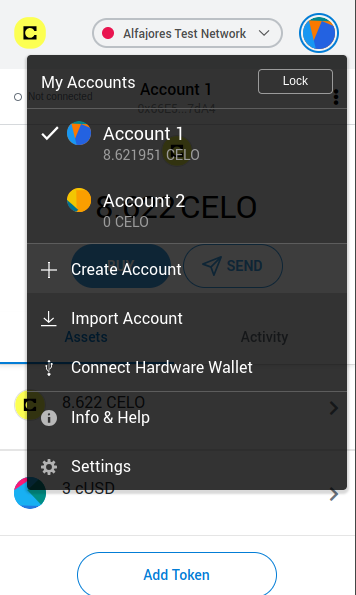 Alfajores Test Network
My Accounts
Lock
Not connected
Account 1
0x66E5...7dA4
Account 1
8.621951 CELO
8.622 CELO
Account 2
0 CELO
BUY
SEND
Create Account
Import Account
Assets
Activity
Connect Hardware Wallet
8.622 CELO
Info & Help
Settings
3 cUSD
Add Token